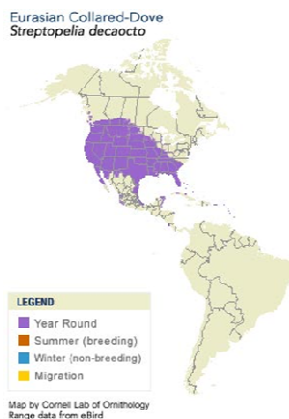 Eurasian Collared-Dove
Streptopelia decaocto
LEGEND
Year Round
Summer (breeding)
Winter (non-breeding)
Migration
Map by Cornell Lab of Ornithology
Range data from eBird